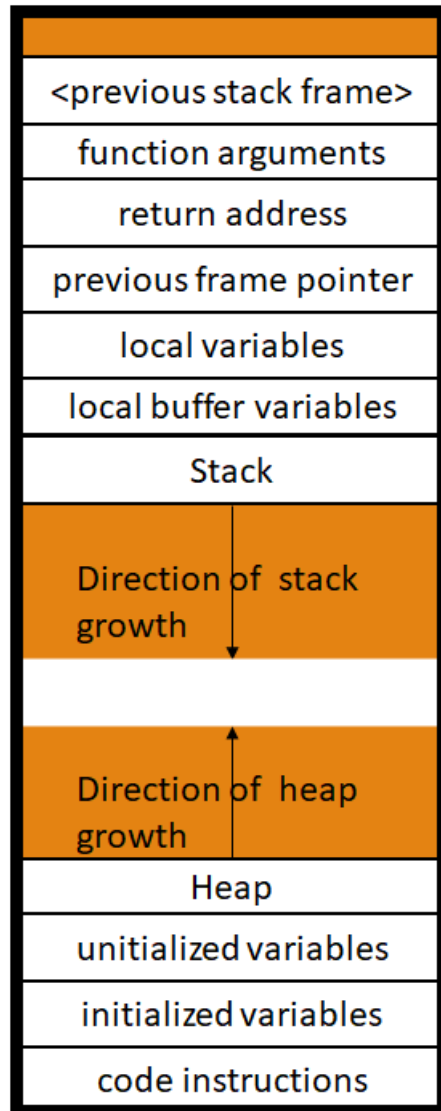 <previous stack frame>
function arguments
return address
previous frame pointer
local variables
local buffer variables
Stack
Direction of  stack
growth
Direction of  heap
growth
Heap
unitialized variables
initialized variables
code instructions